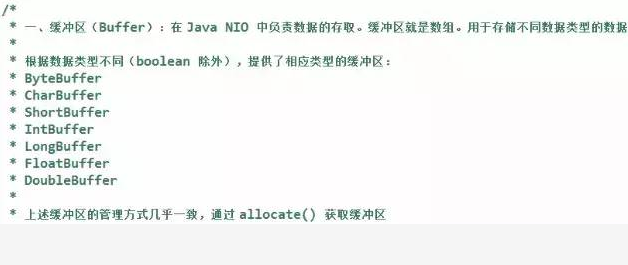 /*
* 一、缓冲区（Buffer）：在 Java NIO 中负责数据的存取。缓冲区就是数组。用于存储不同数据类型的数据
*
* 根据数据类型不同（boolean 除外），提供了相应类型的缓冲区：
* ByteBuffer
* CharBuffer
* ShortBuffer
* IntBuffer
* LongBuffer
* FloatBuffer
* DoubleBuffer
*
* 上述缓冲区的管理方式几乎一致，通过 allocate() 获取缓冲区